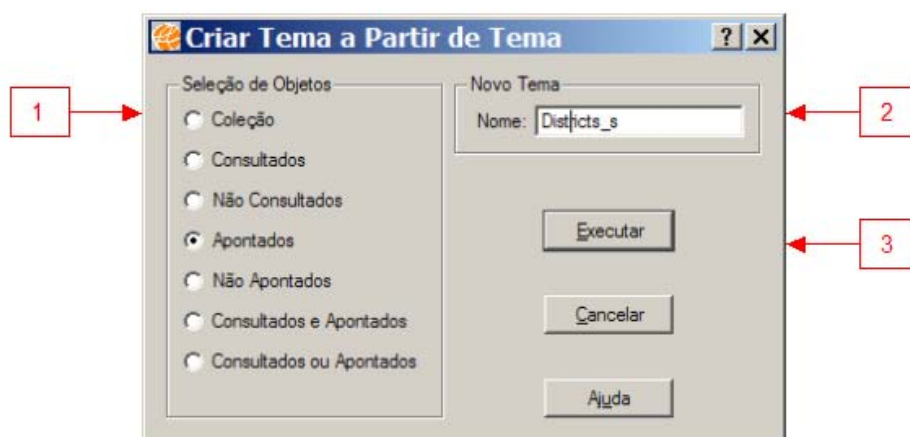 Criar Tema a Partir de Tema
1
Seleção de Objetos
Coleção
Consultados
Não Consultados
Apontados
Não Apontados
Consultados e Apontados
Consultados ou Apontados
Novo Tema
Nome: Districts_s
2
Executar
3
Cancelar
Ajuda